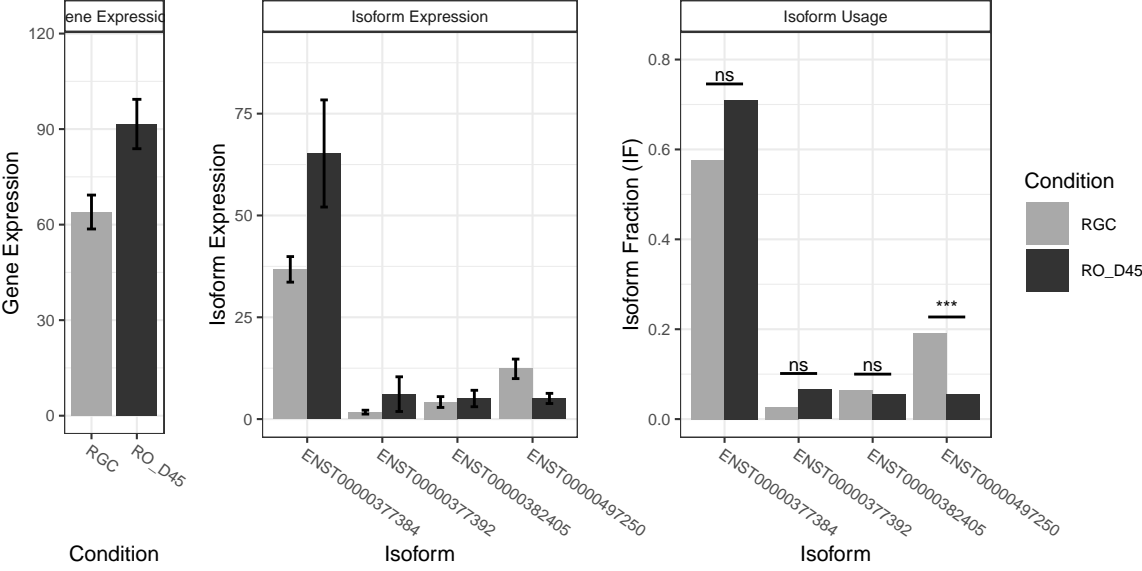 ene Expressio
Isoform Expression
Isoform Usage
Gene Expression
120
90
60
30
0
RGC
RO_D45
Condition
Isoform Expression
75
50
25
0
ENST00000377384
ENST00000377392
ENST00000382405
ENST00000497250
Isoform
Isoform Fraction (IF)
0.8
0.6
0.4
0.2
0.0
ns
ns
ns
***
ENST00000377384
ENST00000377392
ENST00000382405
ENST00000497250
Isoform
Condition
RGC
RO_D45